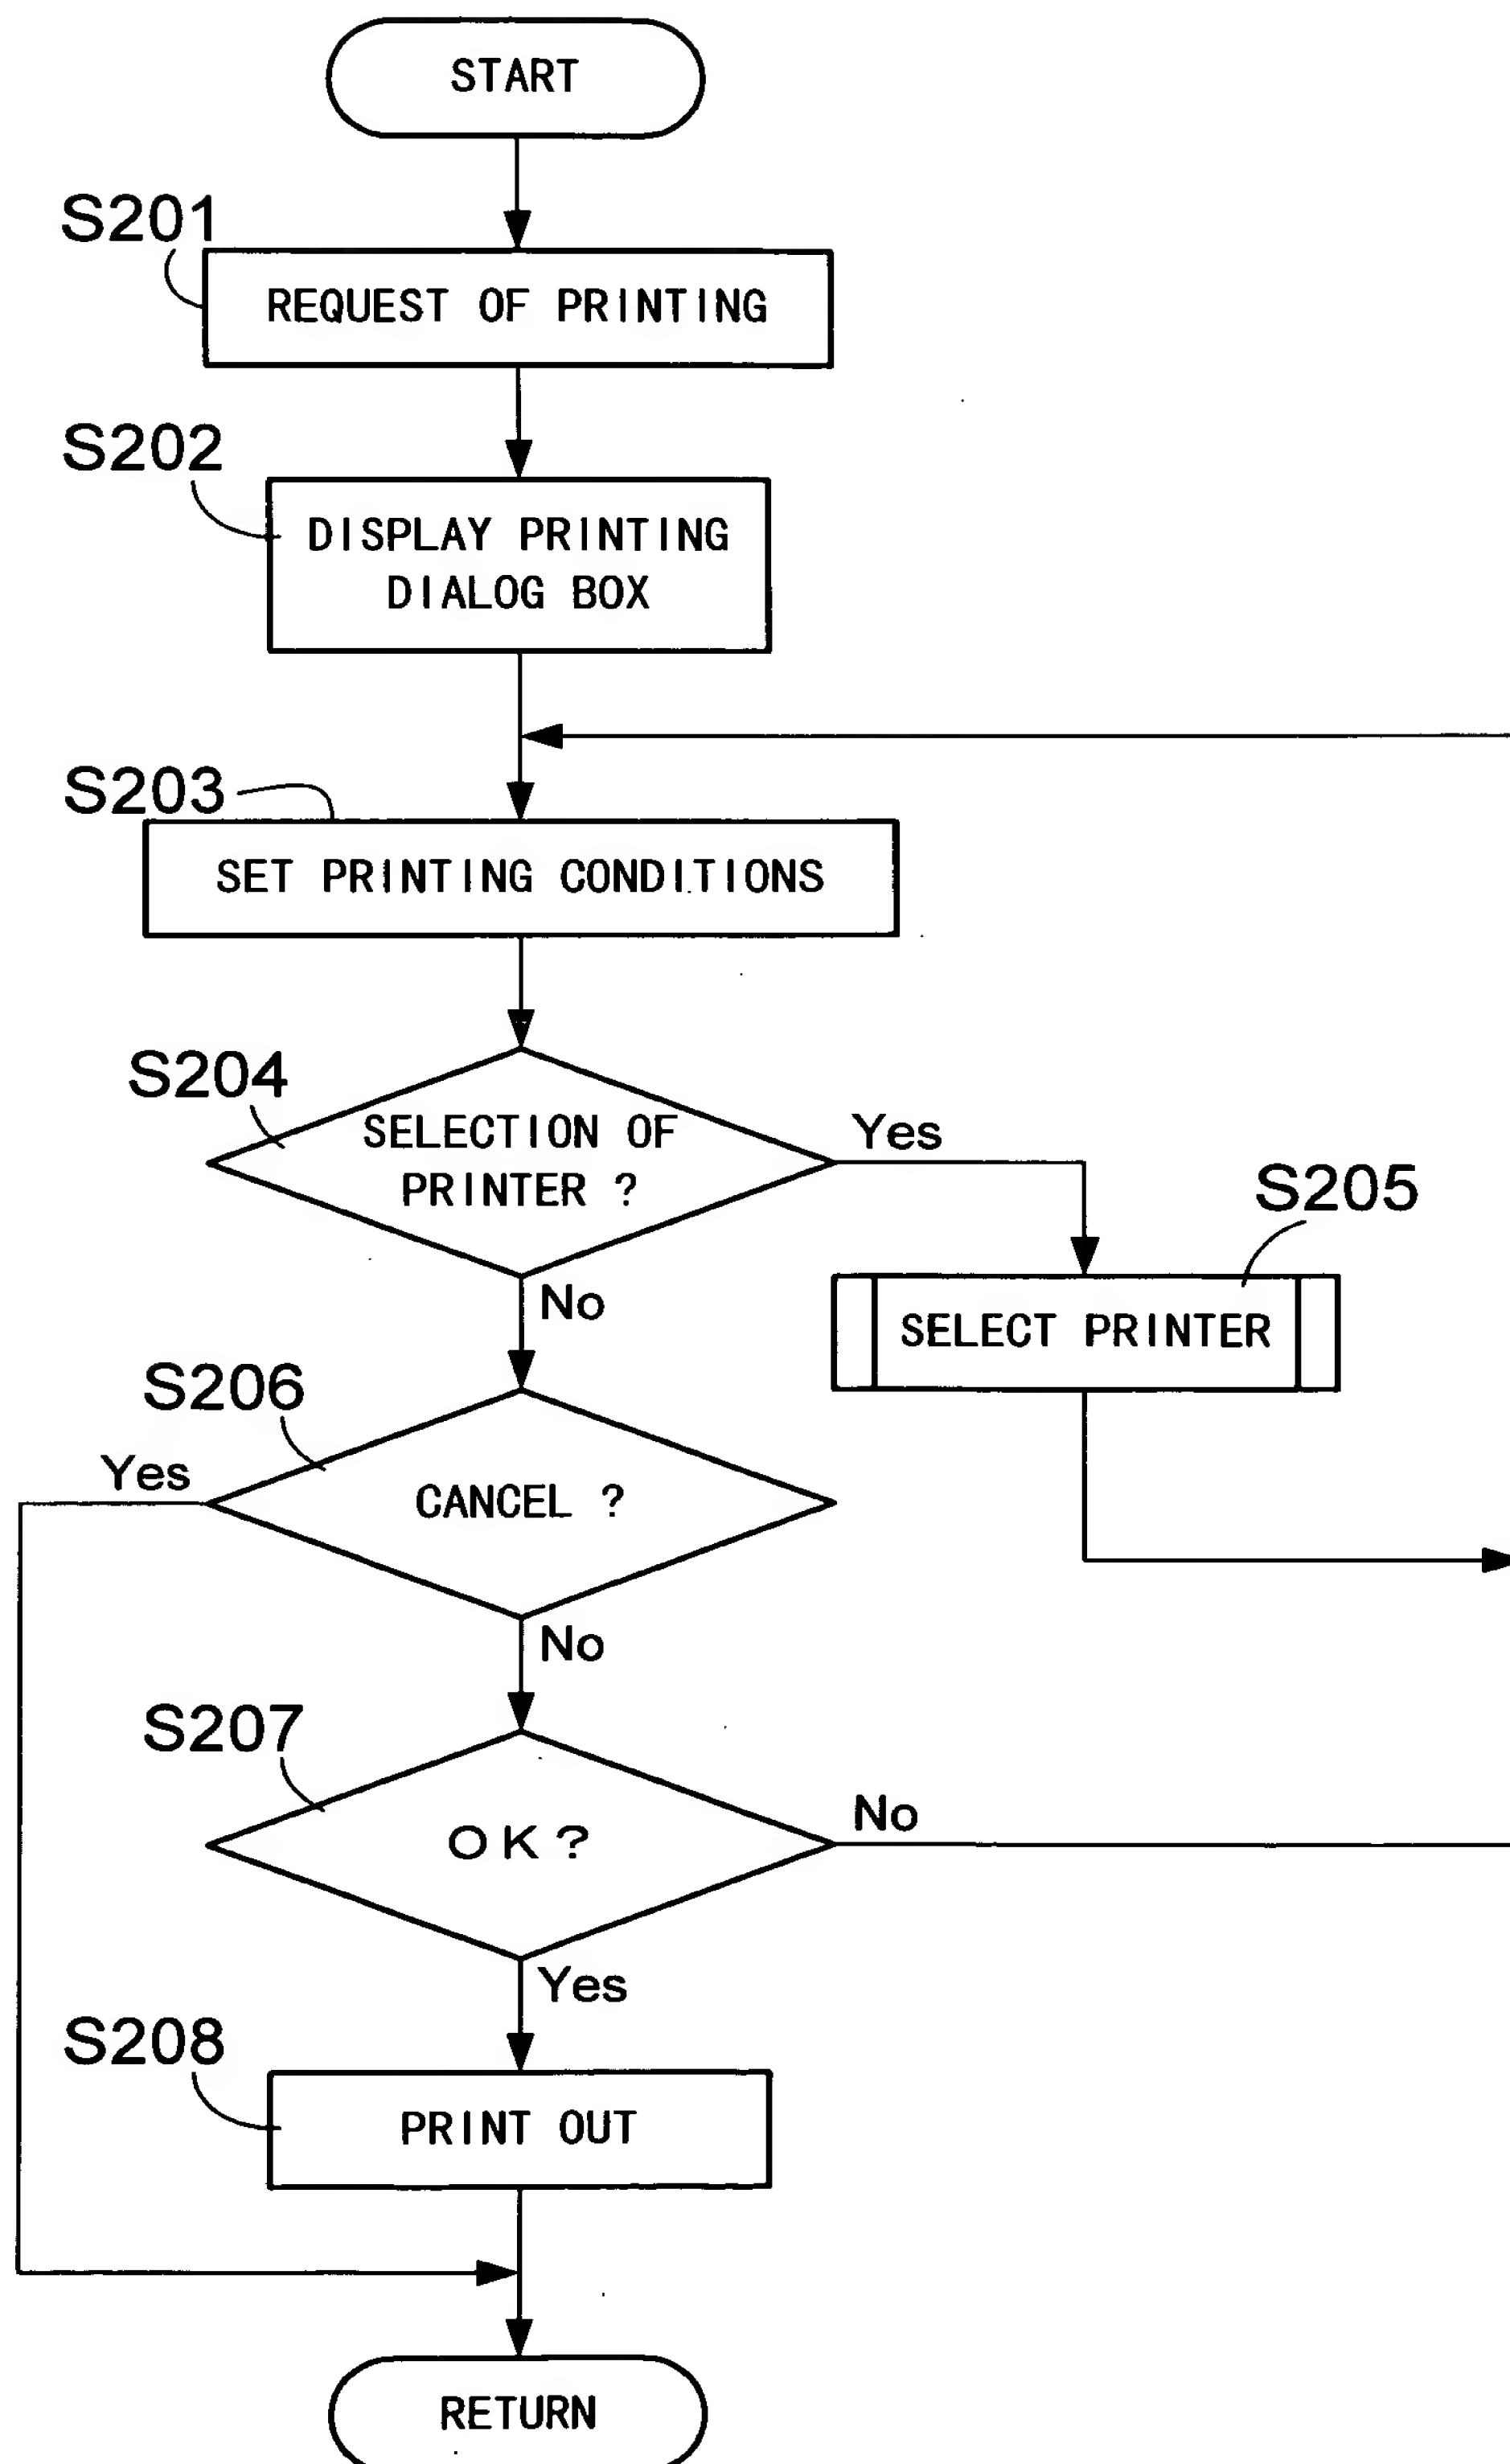 START
S201
REQUEST OF PRINTING
S202
DISPLAY PRINTING
DIALOG BOX
S203
SET PRINTING CONDITIONS
S204
SELECTION OF
PRINTER ?
Yes
S205
SELECT PRINTER
No
S206
Yes
CANCEL ?
No
S207
OK?
No
Yes
S208
PRINT OUT
RETURN